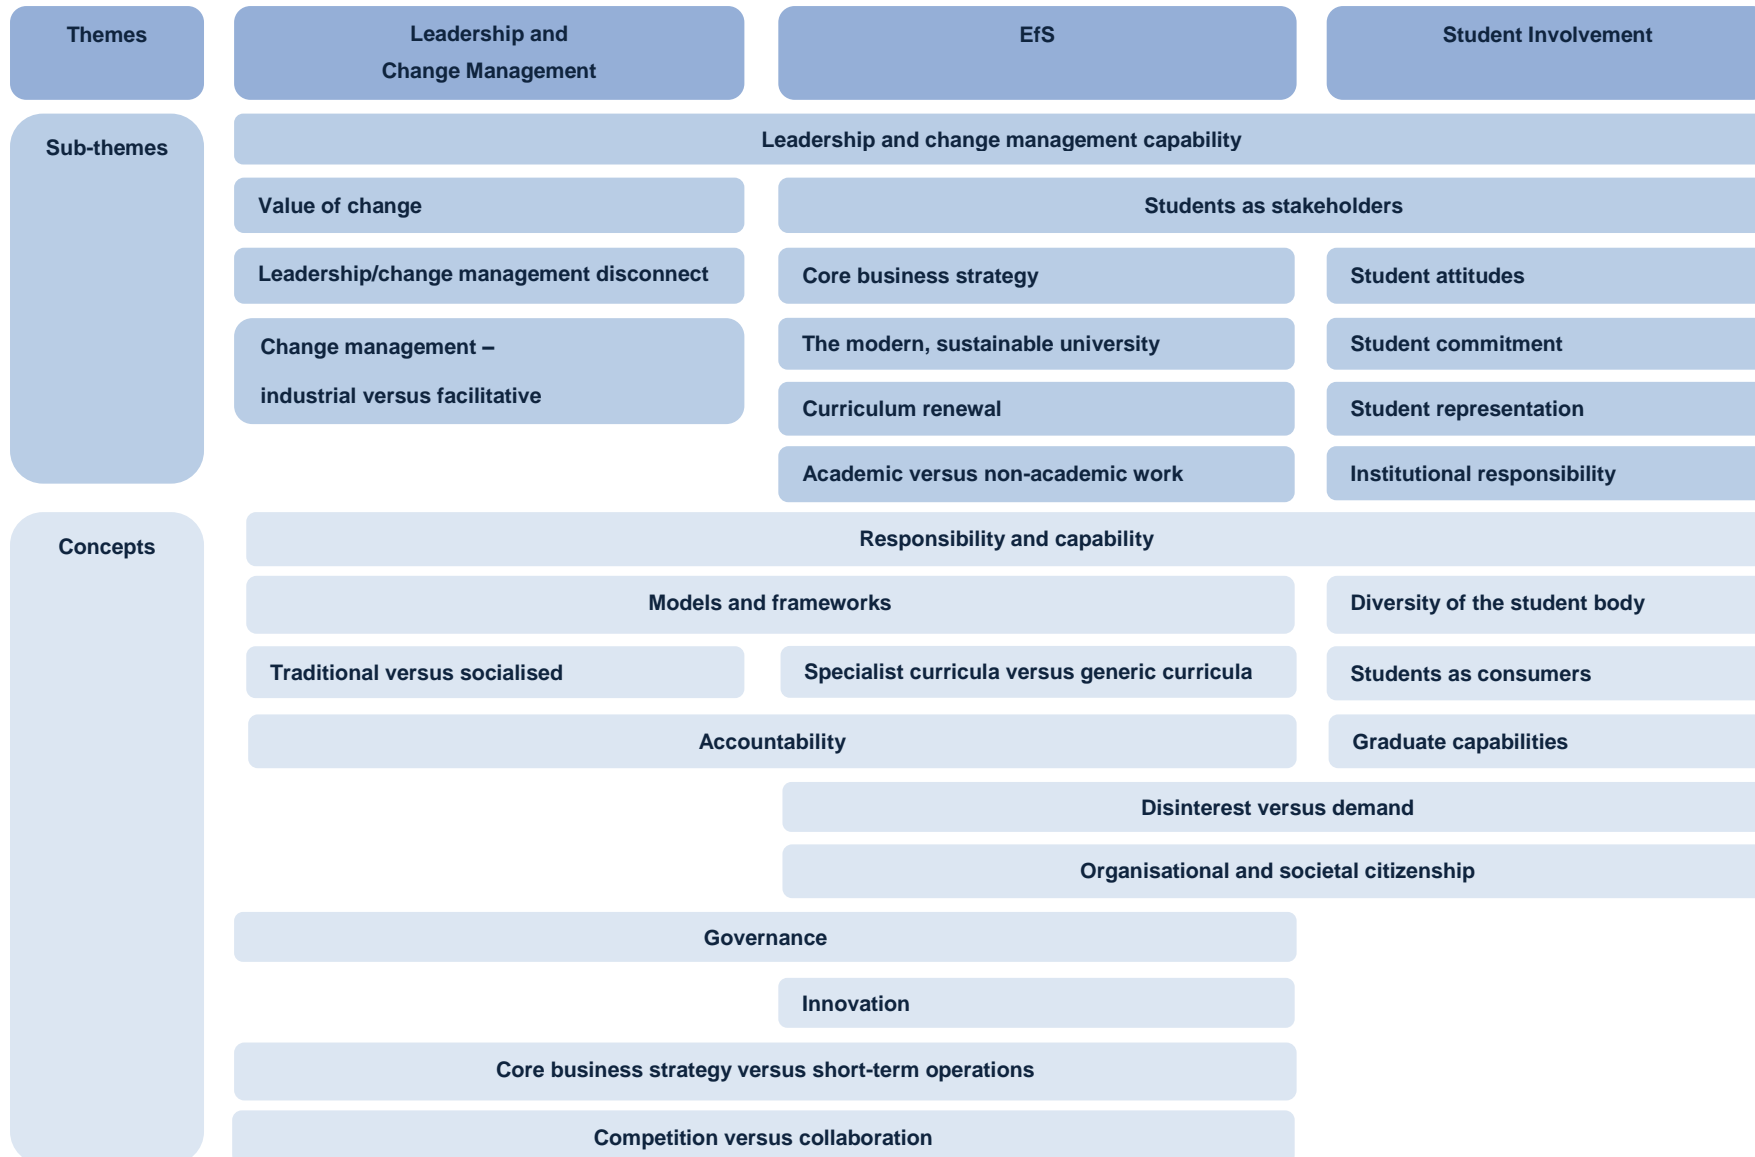 Themes
Leadership and
Change Management
EfS
Student Involvement
Sub-themes
Leadership and change management capability
Value of change
Students as stakeholders
Leadership/change management disconnect
Core business strategy
Student attitudes
Change management –
industrial versus facilitative
The modern, sustainable university
Student commitment
Curriculum renewal
Student representation
Academic versus non-academic work
Institutional responsibility
Concepts
Responsibility and capability
Models and frameworks
Diversity of the student body
Traditional versus socialised
Specialist curricula versus generic curricula
Students as consumers
Accountability
Graduate capabilities
Disinterest versus demand
Organisational and societal citizenship
Governance
Innovation
Core business strategy versus short-term operations
Competition versus collaboration